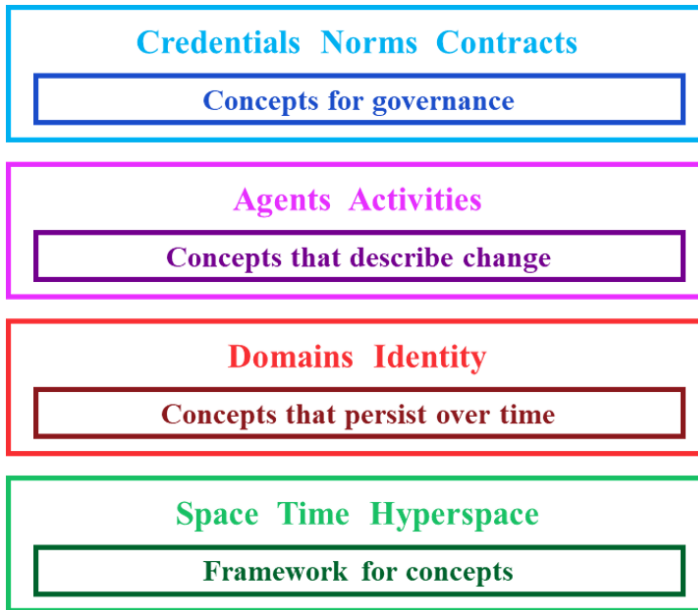 Credentials Norms Contracts
Concepts for governance
Agents Activities
Concepts that describe change
Domains Identity
Concepts that persist over time
Space Time Hyperspace
Framework for concepts